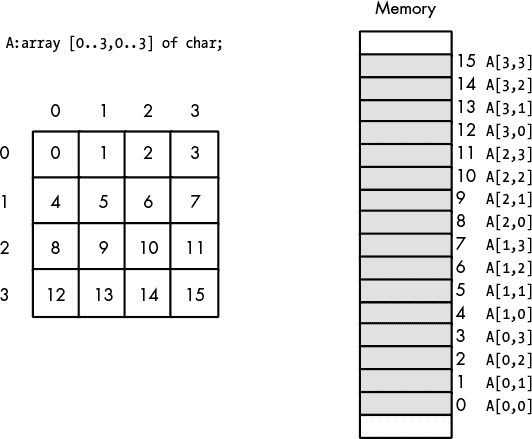 A:array [0..3,0..3] of char;
0 1 2 3
0 0 1 2 3
1 4 5 6 7
2 8 9 10 11
3 12 13 14 15
Memory
15 A[3,3]
14 A[3,2]
13 A[3,1]
12 A[3,0]
11 A[2,3]
10 A[2,2]
9 A[2,1]
8 A[2,0]
7 A[1,3]
6 A[1,2]
5 A[1,1]
4 A[1,0]
3 A[0,3]
2 A[0,2]
1 A[0,1]
0 A[0,0]